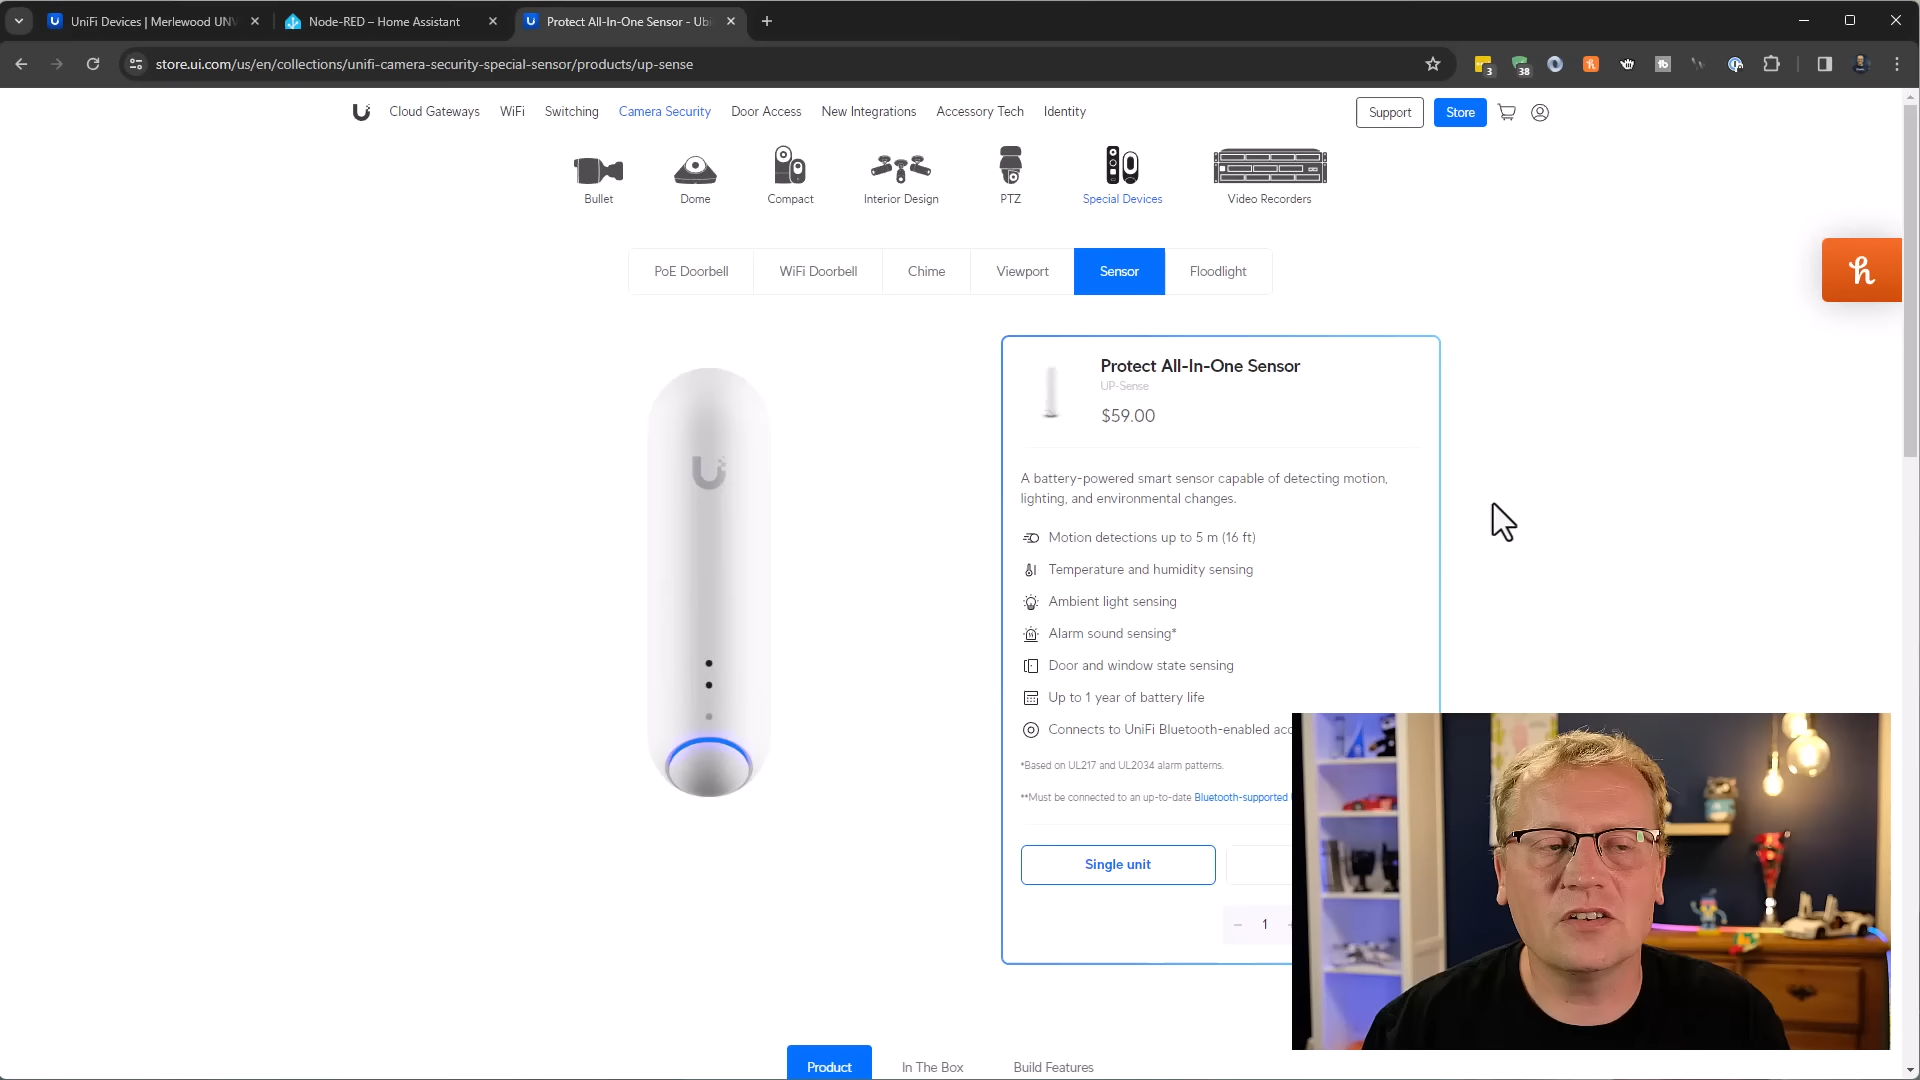 UniFi Devices | Merlewood UNV
Node-RED – Home Assistant
Protect All-In-One Sensor - Ubi
store.ui.com/us/en/collections/unifi-camera-security-special-sensor/products/up-sense
3
38
Cloud Gateways WiFi Switching Camera Security Door Access New Integrations Accessory Tech Identity Support Store
Bullet Dome Compact Interior Design PTZ Special Devices Video Recorders
PoE Doorbell WiFi Doorbell Chime Viewport Sensor Floodlight
Protect All-In-One Sensor
UP-Sense
$59.00
A battery-powered smart sensor capable of detecting motion,
lighting, and environmental changes.
Motion detections up to 5 m (16 ft)
Temperature and humidity sensing
Ambient light sensing
Alarm sound sensing*
Door and window state sensing
Up to 1 year of battery life
Connects to UniFi Bluetooth-enabled
*Based on UL217 and UL2034 alarm patterns.
**Must be connected to an up-to-date Bluetooth-supported
Single unit
1
Product In The Box Build Features